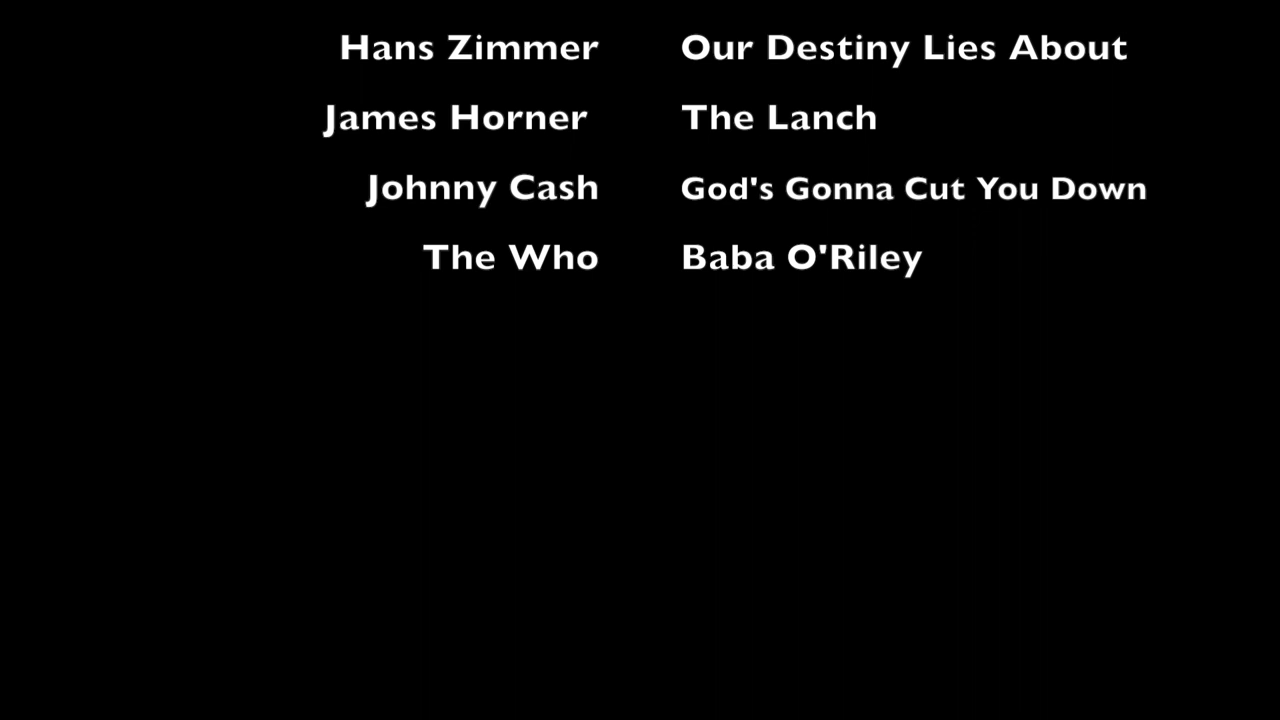 Hans Zimmer Our Destiny Lies About
James Horner The Lanch
Johnny Cash God's Gonna Cut You Down
The Who Baba O'Riley